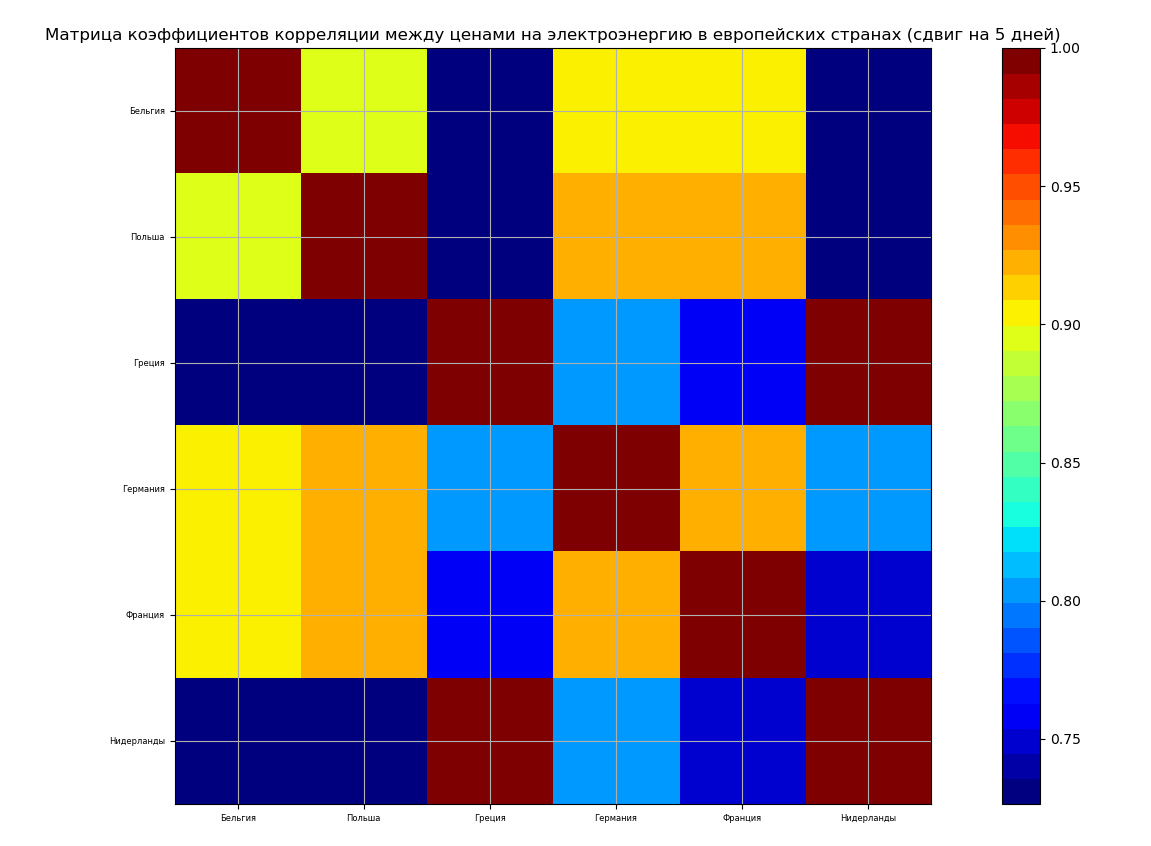 Матрица коэффициентов корреляции между ценами на электроэнергию в европейских странах (сдвиг на 5 дней)
1.00
Бельгия
0.95
Польша
0.90
Греция
0.85
Германия
0.80
Франция
0.75
Нидерланды
Бельгия Польша Греция Германия Франция Нидерланды